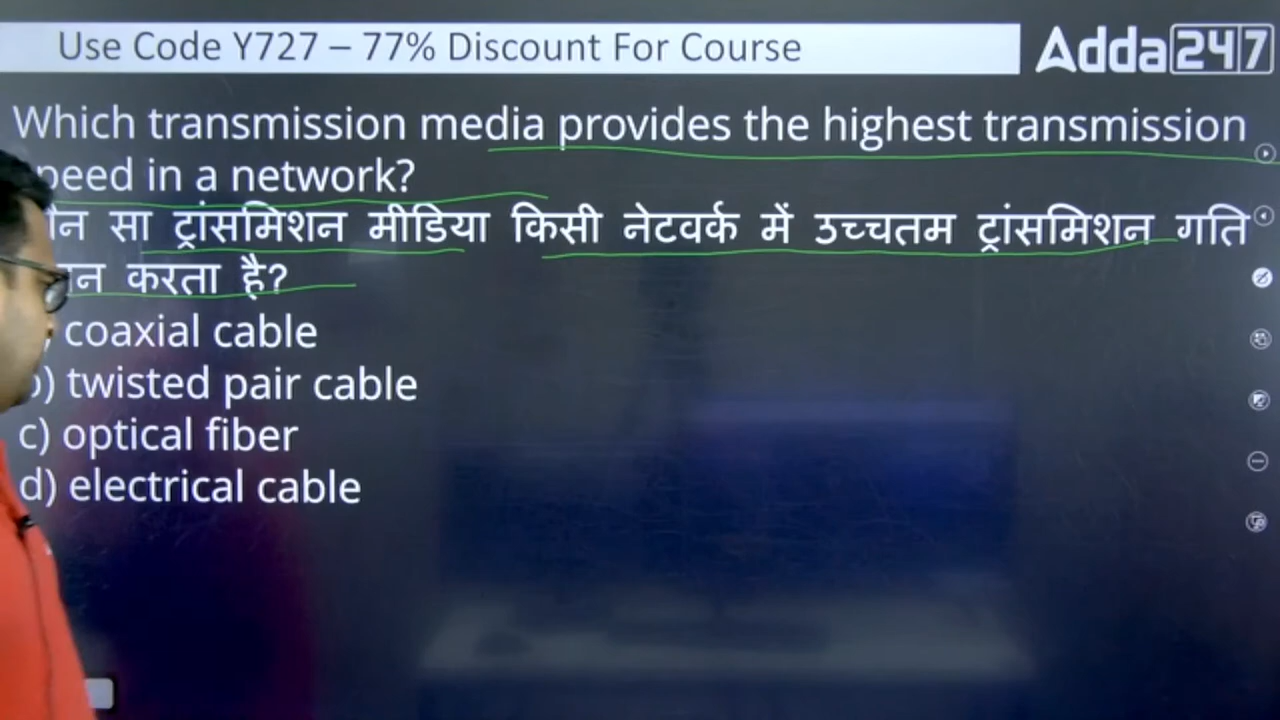 Use Code Y727 – 77% Discount For Course
Adda247
Which transmission media provides the highest transmission
peed in a network?
सा ट्रांसमिशन मीडिया किसी नेटवर्क में उच्चतम ट्रांसमिशन गति
करता है?
coaxial cable
b) twisted pair cable
c) optical fiber
d) electrical cable